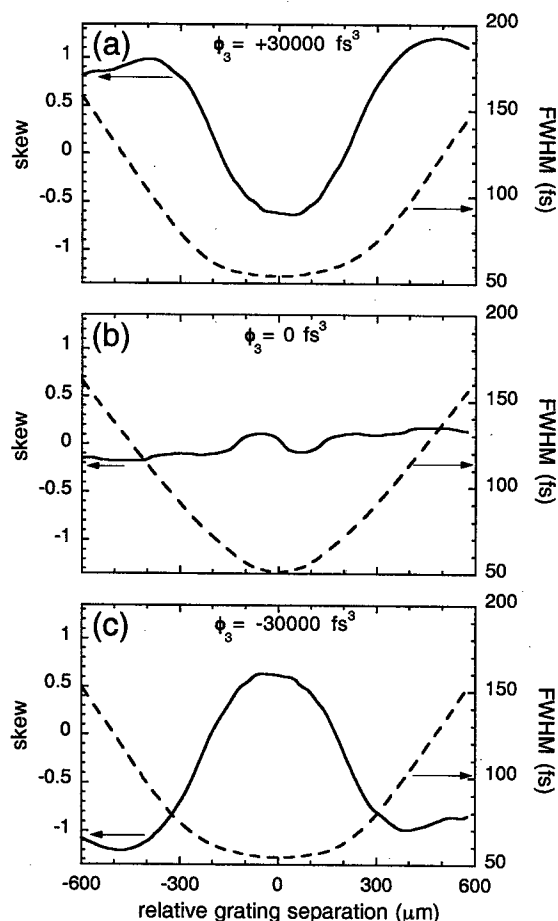 (a)
ϕ₃ = +30000 fs³
1
0.5
0
-0.5
-1
skew
200
150
100
50
FWHM (fs)
(b)
ϕ₃ = 0 fs³
1
0.5
0
-0.5
-1
skew
200
150
100
50
FWHM (fs)
(c)
ϕ₃ = -30000 fs³
1
0.5
0
-0.5
-1
skew
200
150
100
50
FWHM (fs)
-600 -300 0 300 600
relative grating separation (μm)